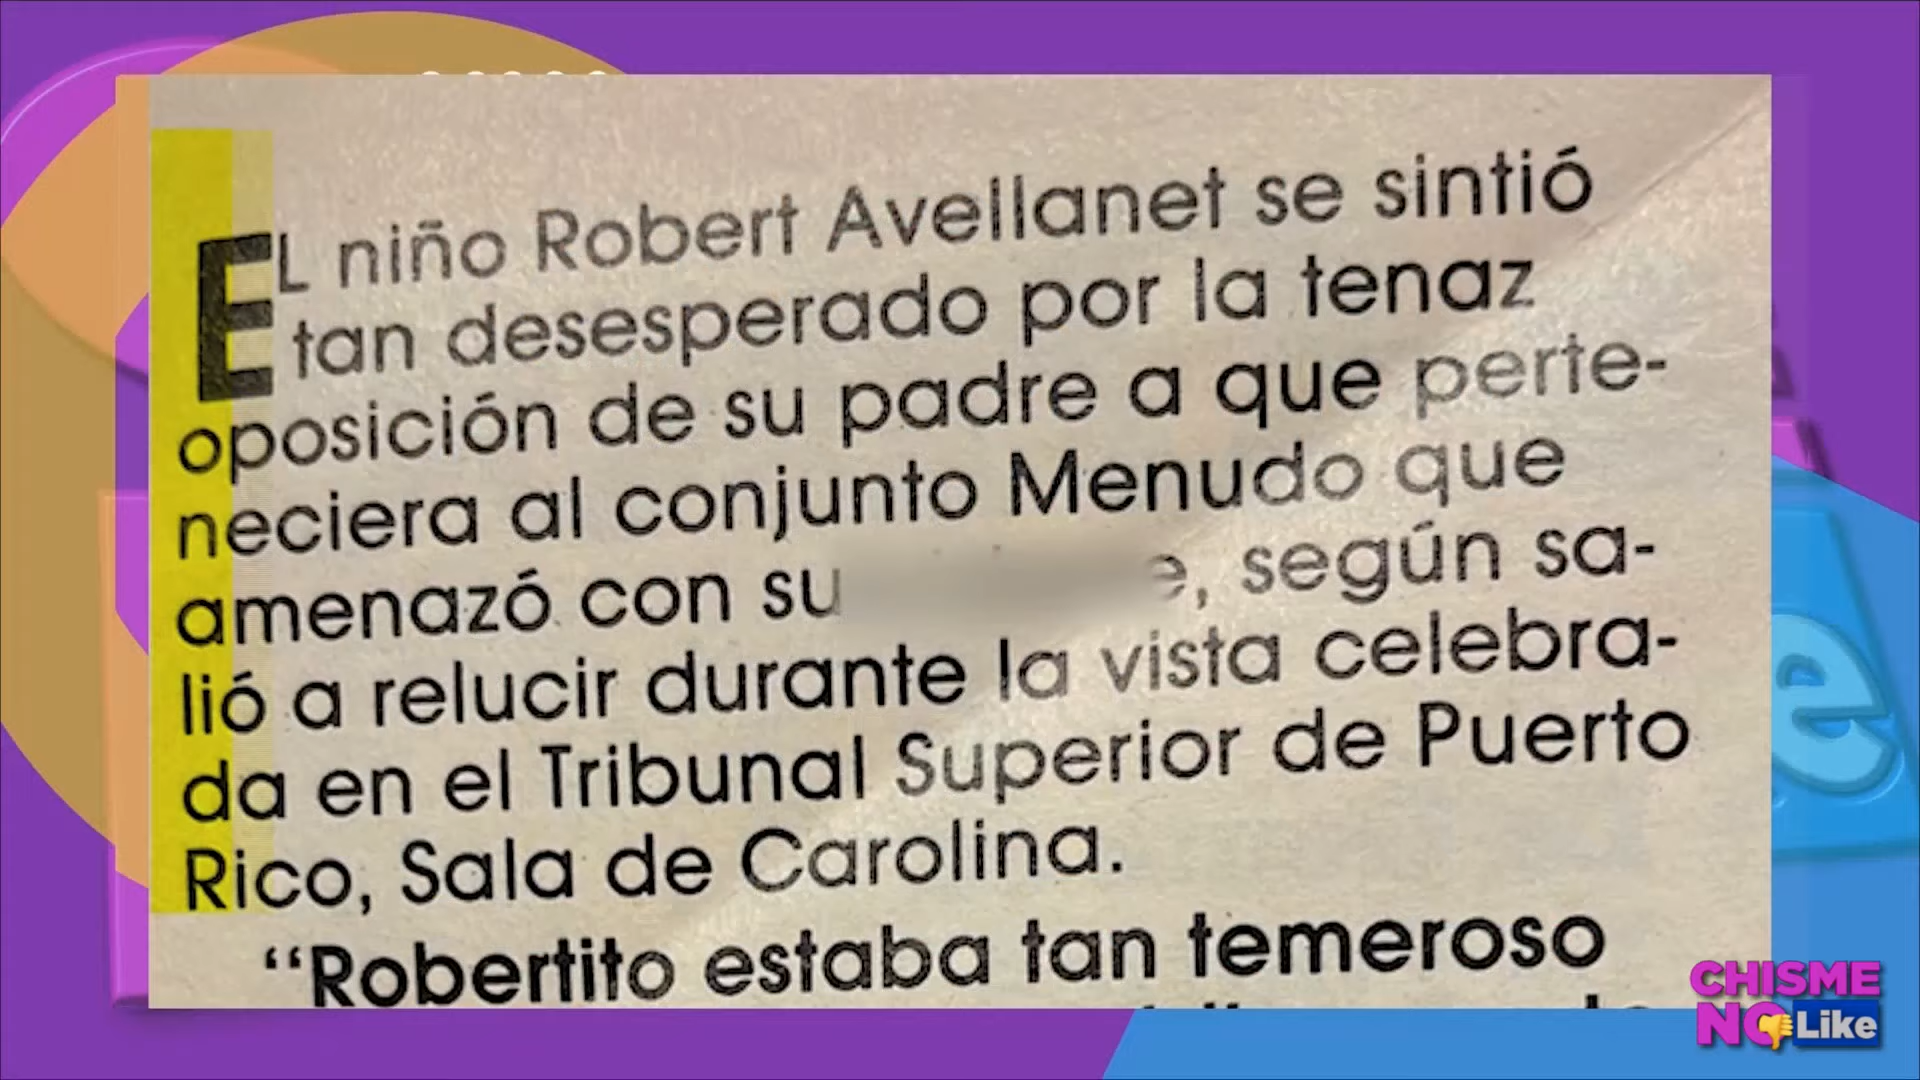 EL niño Robert Avellanet se sintió
tan desesperado por la tenaz
oposición de su padre a que perte-
neciera al conjunto Menudo que
amenazó con su , según sa-
lió a relucir durante la vista celebra-
da en el Tribunal Superior de Puerto
Rico, Sala de Carolina.
“Robertito estaba tan temeroso
CHISME
NO Like